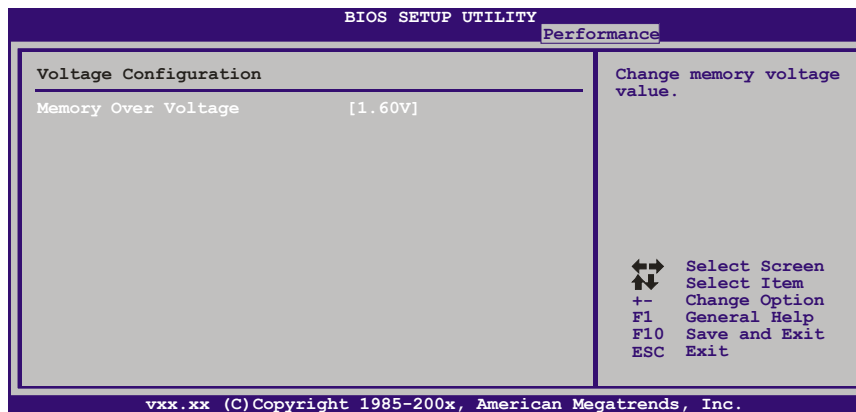 BIOS SETUP UTILITY
Performance
Voltage Configuration
Memory Over Voltage [1.60V]
Change memory voltage
value.
Select Screen
Select Item
+- Change Option
F1 General Help
F10 Save and Exit
ESC Exit
vxx.xx (C)Copyright 1985-200x, American Megatrends, Inc.